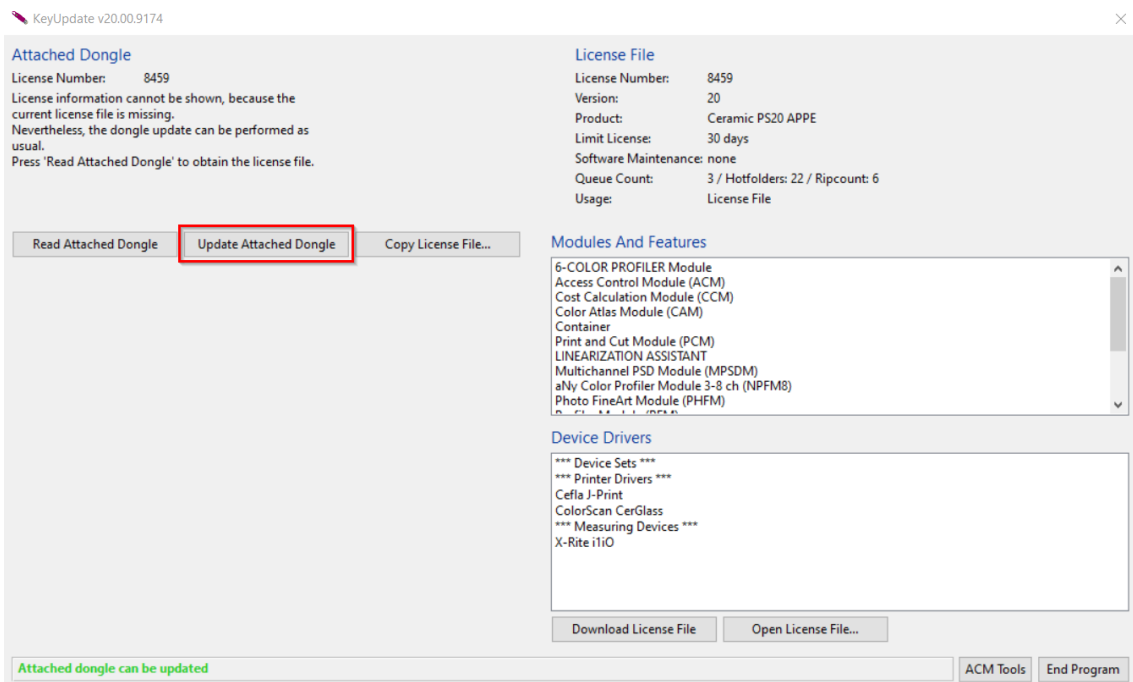 KeyUpdate v20.00.9174
Attached Dongle
License Number: 8459
License information cannot be shown, because the
current license file is missing.
Nevertheless, the dongle update can be performed as
usual.
Press 'Read Attached Dongle' to obtain the license file.
Read Attached Dongle
Update Attached Dongle
Copy License File...
License File
License Number: 8459
Version: 20
Product: Ceramic PS20 APPE
Limit License: 30 days
Software Maintenance: none
Queue Count: 3 / Hotfolders: 22 / Ripcount: 6
Usage: License File
Modules And Features
6-COLOR PROFILER Module
Access Control Module (ACM)
Cost Calculation Module (CCM)
Color Atlas Module (CAM)
Container
Print and Cut Module (PCM)
LINEARIZATION ASSISTANT
Multichannel PSD Module (MPSDM)
aNy Color Profiler Module 3-8 ch (NPFM8)
Photo FineArt Module (PHFM)
Device Drivers
*** Device Sets ***
*** Printer Drivers ***
Cefla J-Print
ColorScan CerGlass
*** Measuring Devices ***
X-Rite i1iO
Download License File
Open License File...
Attached dongle can be updated
ACM Tools
End Program